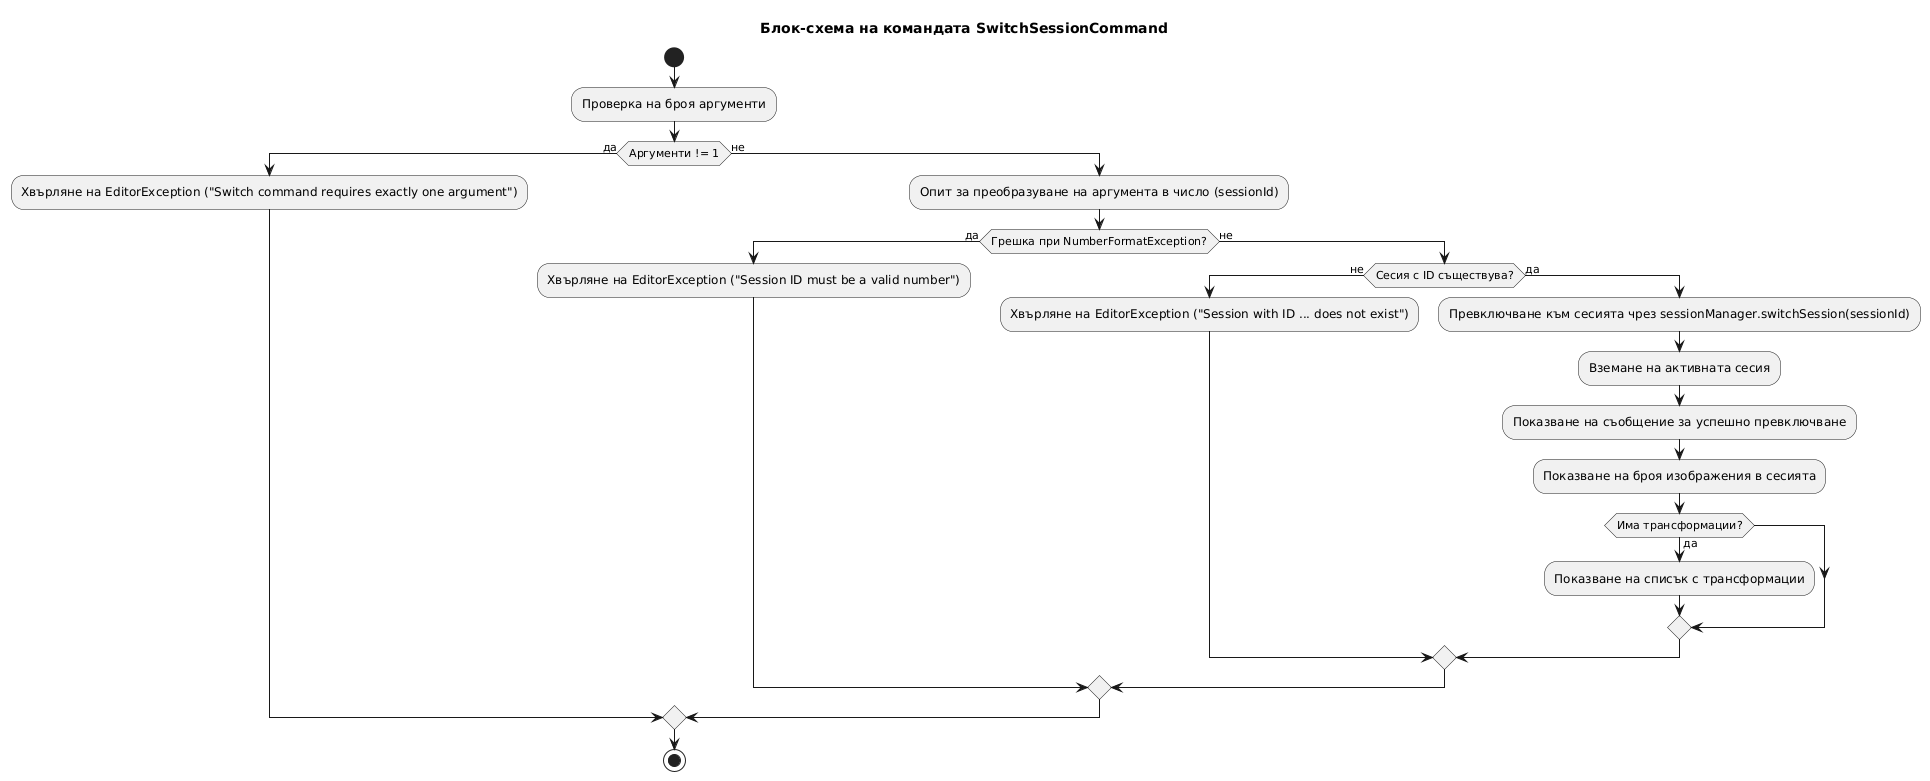 Блок-схема на командата SwitchSessionCommand
Проверка на броя аргументи
да
Аргументи != 1
не
Хвърляне на EditorException ("Switch command requires exactly one argument")
Опит за преобразуване на аргумента в число (sessionId)
да
Грешка при NumberFormatException?
не
Хвърляне на EditorException ("Session ID must be a valid number")
не
Сесия с ID съществува?
да
Хвърляне на EditorException ("Session with ID ... does not exist")
Превключване към сесията чрез sessionManager.switchSession(sessionId)
Вземане на активната сесия
Показване на съобщение за успешно превключване
Показване на броя изображения в сесията
Има трансформации?
да
Показване на списък с трансформации